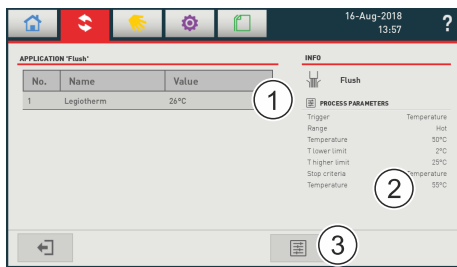 16-Aug-2018
13:57
?
APPLICATION 'Flush'
No. Name Value
1 Legiotherm 26°C
1
INFO
Flush
PROCESS PARAMETERS
Trigger Temperature
Range Hot
Temperature 50°C
T lower limit 2°C
T higher limit 25°C
Stop criteria Temperature
Temperature 55°C
2
3